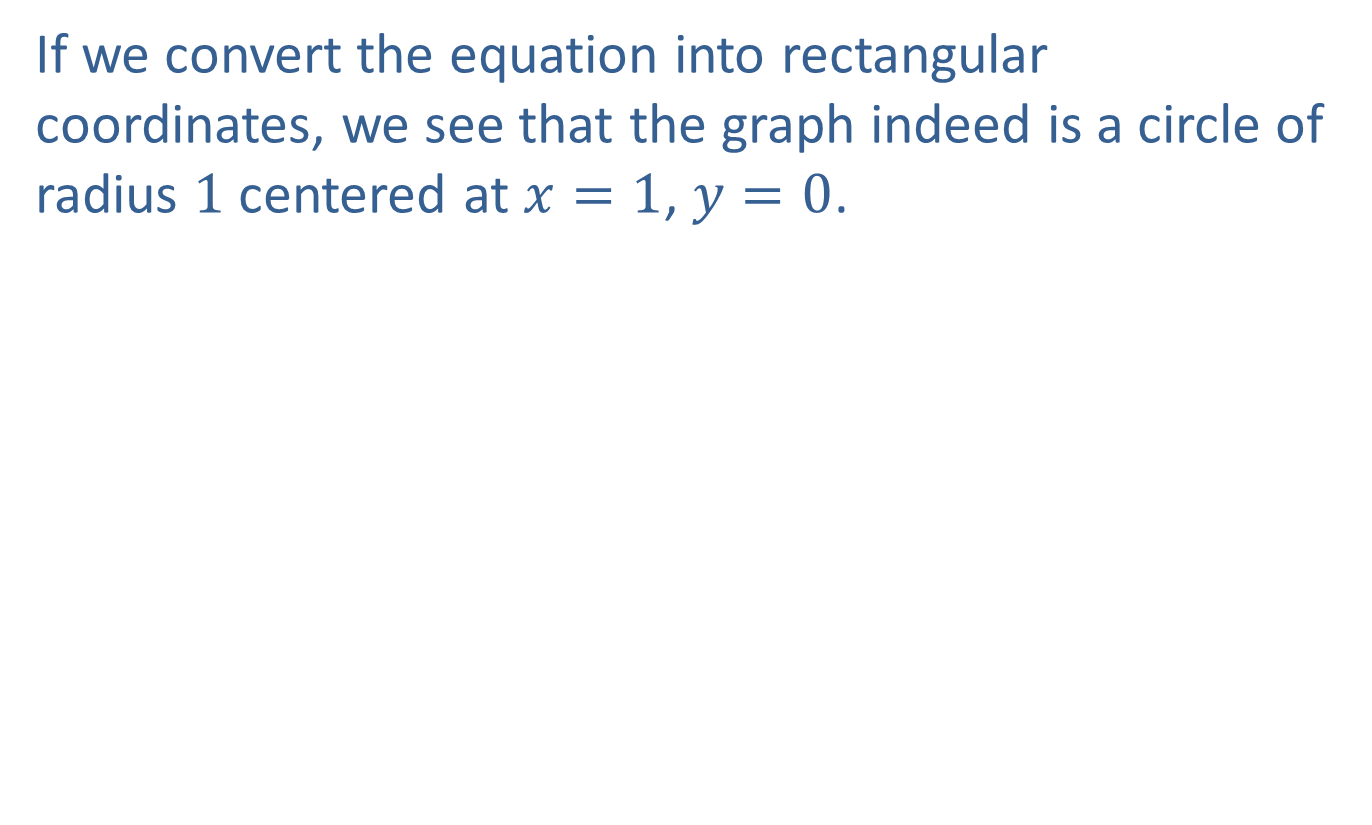 If we convert the equation into rectangular
coordinates, we see that the graph indeed is a circle of
radius 1 centered at x = 1, y = 0.